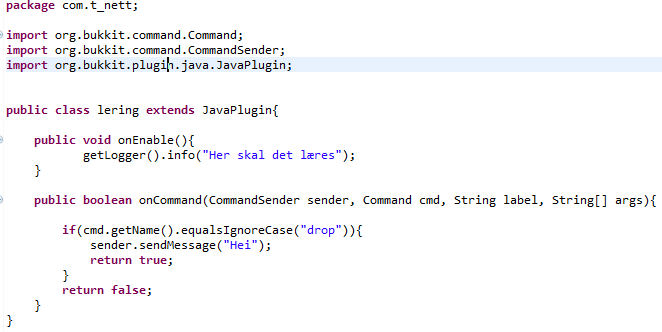 package com.t_nett;

import org.bukkit.command.Command;
import org.bukkit.command.CommandSender;
import org.bukkit.plugin.java.JavaPlugin;


public class lering extends JavaPlugin{

    public void onEnable(){
           getLogger().info("Her skal det læres");
    }

    public boolean onCommand(CommandSender sender, Command cmd, String label, String[] args){

        if(cmd.getName().equalsIgnoreCase("drop")){
            sender.sendMessage("Hei");
            return true;
        }
        return false;
    }
}